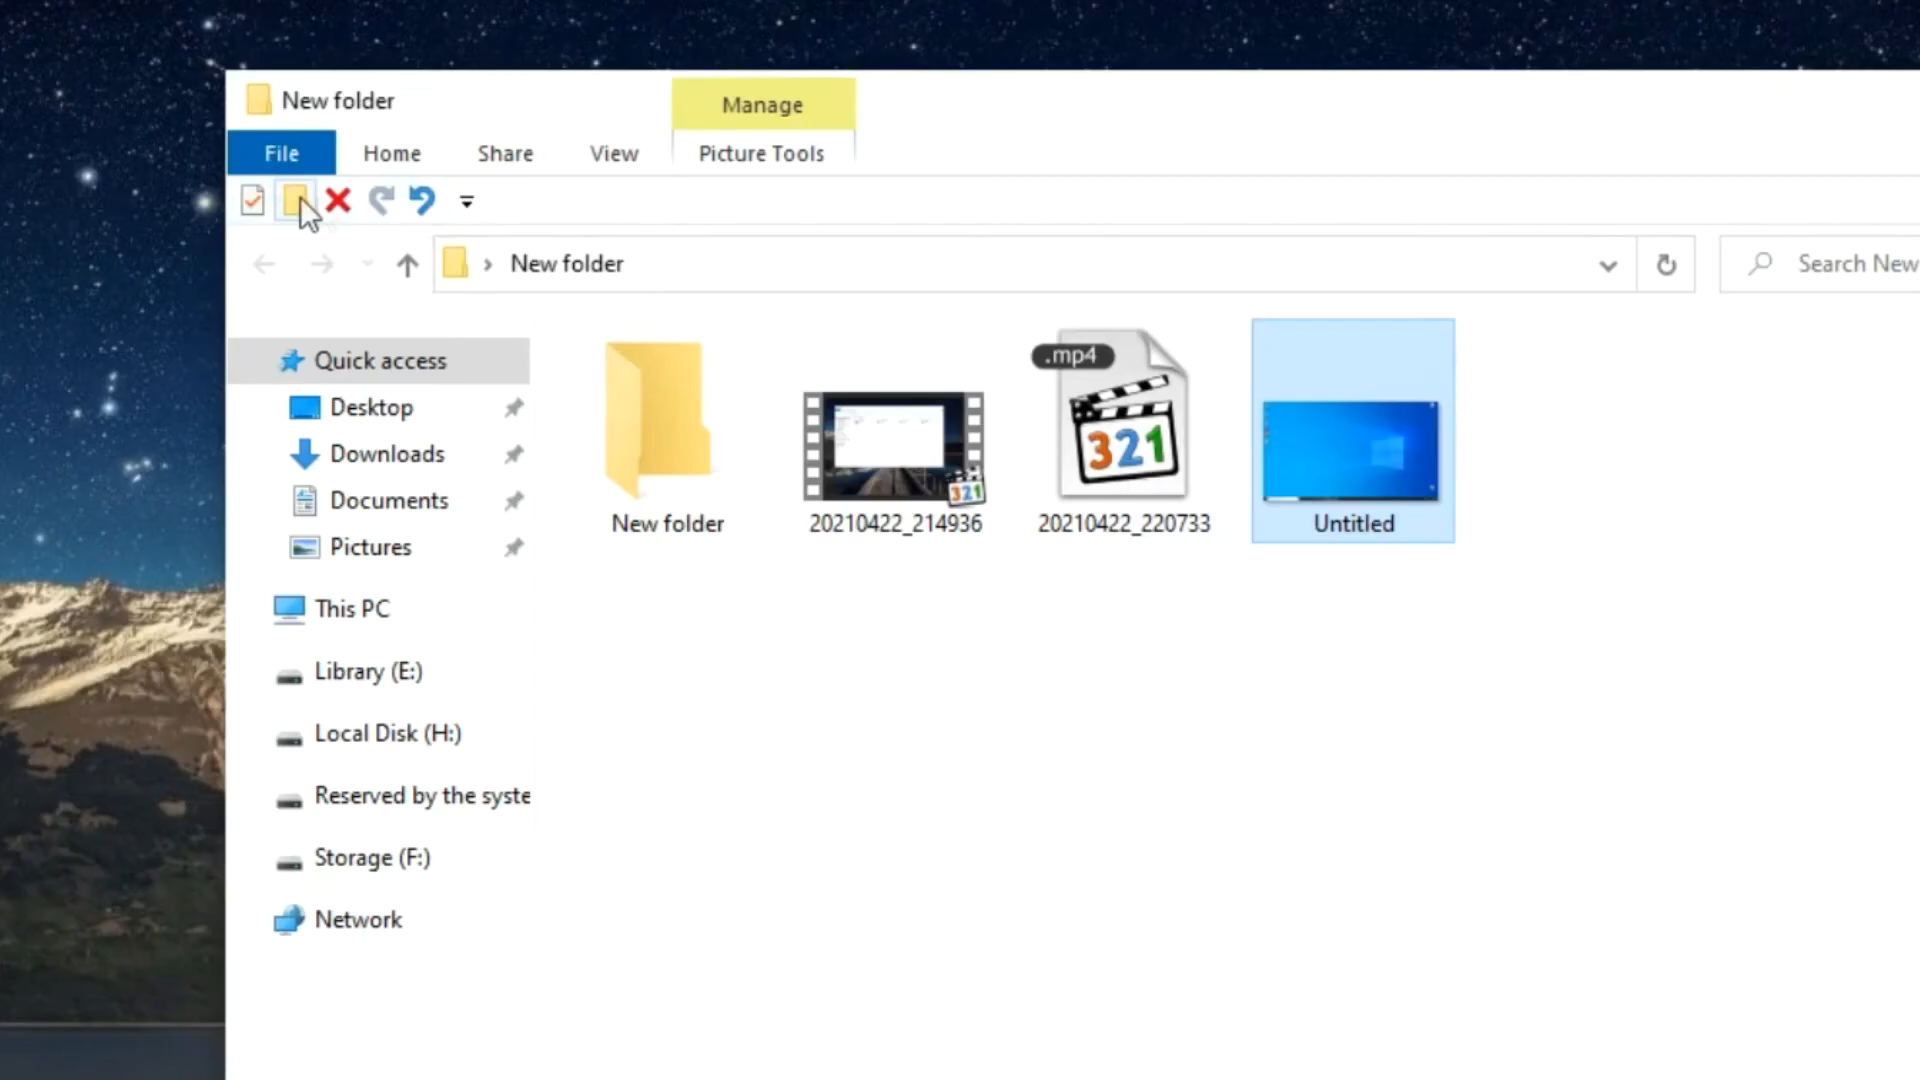 New folder
Manage
File
Home
Share
View
Picture Tools
New folder
Search New
Quick access
Desktop
Downloads
Documents
Pictures
This PC
Library (E:)
Local Disk (H:)
Reserved by the syste
Storage (F:)
Network
New folder
321
20210422_214936
.mp4
321
20210422_220733
Untitled